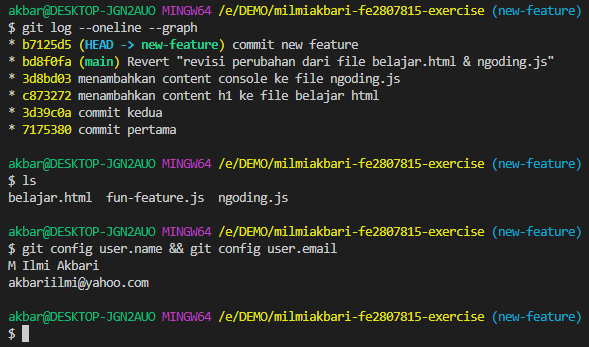 akbar@DESKTOP-JGN2AUO MINGW64 /e/DEMO/milmiakbari-fe2807815-exercise (new-feature)
$ git log --oneline --graph
* b7125d5 (HEAD -> new-feature) commit new feature
* bd8f0fa (main) Revert "revisi perubahan dari file belajar.html & ngoding.js"
* 3d8bd03 menambahkan content console ke file ngoding.js
* c873272 menambahkan content h1 ke file belajar html
* 3d39c0a commit kedua
* 7175380 commit pertama
akbar@DESKTOP-JGN2AUO MINGW64 /e/DEMO/milmiakbari-fe2807815-exercise (new-feature)
$ ls
belajar.html  fun-feature.js  ngoding.js
akbar@DESKTOP-JGN2AUO MINGW64 /e/DEMO/milmiakbari-fe2807815-exercise (new-feature)
$ git config user.name && git config user.email
M Ilmi Akbari
akbariilmi@yahoo.com
akbar@DESKTOP-JGN2AUO MINGW64 /e/DEMO/milmiakbari-fe2807815-exercise (new-feature)
$